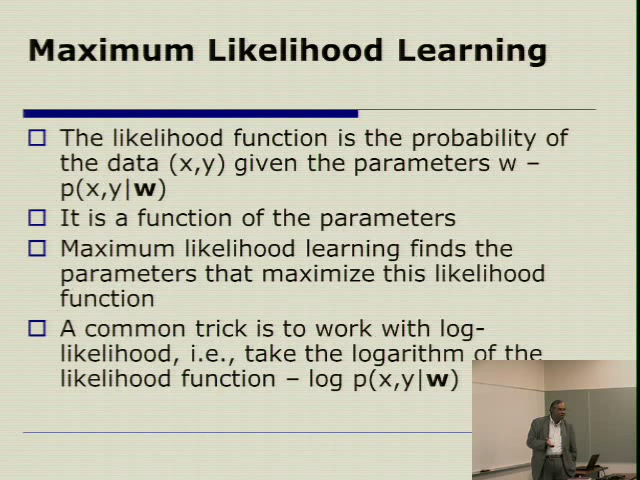 Maximum Likelihood Learning
The likelihood function is the probability of
the data (x,y) given the parameters w –
p(x,y|w)
It is a function of the parameters
Maximum likelihood learning finds the
parameters that maximize this likelihood
function
A common trick is to work with log-
likelihood, i.e., take the logarithm of the
likelihood function – log p(x,y|w)